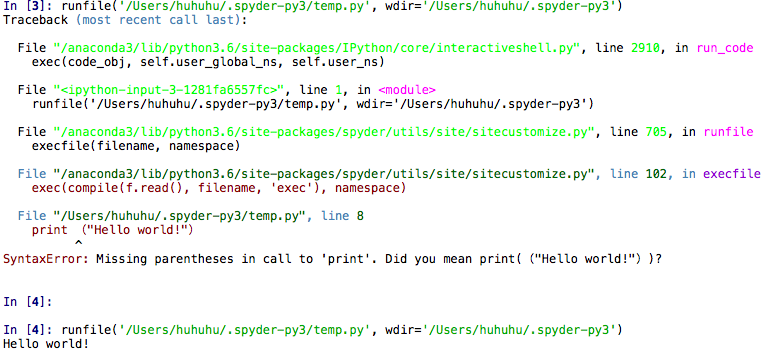 In [3]: runfile('/Users/huhuhu/.spyder-py3/temp.py', wdir='/Users/huhuhu/.spyder-py3')
Traceback (most recent call last):
File "/anaconda3/lib/python3.6/site-packages/IPython/core/interactiveshell.py", line 2910, in run_code
exec(code_obj, self.user_global_ns, self.user_ns)
File "<ipython-input-3-1281fa6557fc>", line 1, in <module>
runfile('/Users/huhuhu/.spyder-py3/temp.py', wdir='/Users/huhuhu/.spyder-py3')
File "/anaconda3/lib/python3.6/site-packages/spyder/utils/site/sitecustomize.py", line 705, in runfile
execfile(filename, namespace)
File "/anaconda3/lib/python3.6/site-packages/spyder/utils/site/sitecustomize.py", line 102, in execfile
exec(compile(f.read(), filename, 'exec'), namespace)
File "/Users/huhuhu/.spyder-py3/temp.py", line 8
print （"Hello world!"）
^
SyntaxError: Missing parentheses in call to 'print'. Did you mean print(（"Hello world!"）)?
In [4]:
In [4]: runfile('/Users/huhuhu/.spyder-py3/temp.py', wdir='/Users/huhuhu/.spyder-py3')
Hello world!